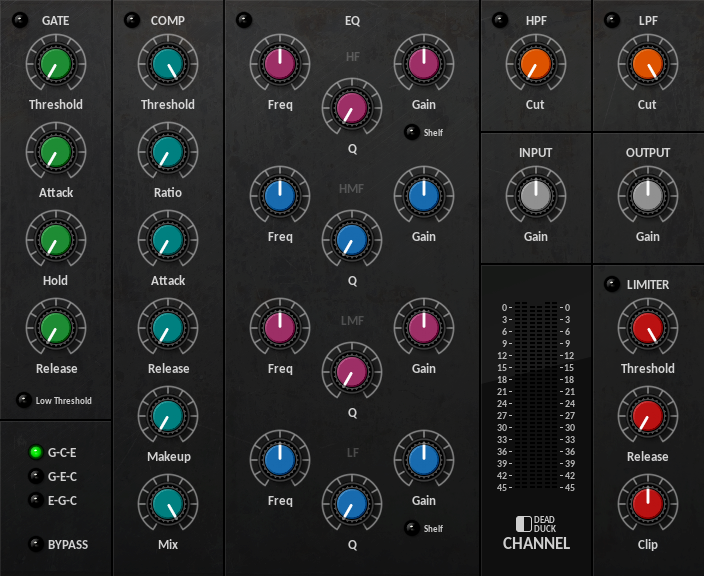 GATE
Threshold
Attack
Hold
Release
Low Threshold
G-C-E
G-E-C
E-G-C
BYPASS
COMP
Threshold
Ratio
Attack
Release
Makeup
Mix
EQ
HF
Freq
Gain
Q
Shelf
HMF
Freq
Gain
Q
LMF
Freq
Gain
Q
LF
Freq
Gain
Q
Shelf
HPF
Cut
LPF
Cut
INPUT
Gain
OUTPUT
Gain
0 0
3 3
6 6
9 9
12 12
15 15
18 18
21 21
24 24
27 27
30 30
33 33
36 36
39 39
42 42
45 45
DEAD
DUCK
CHANNEL
LIMITER
Threshold
Release
Clip